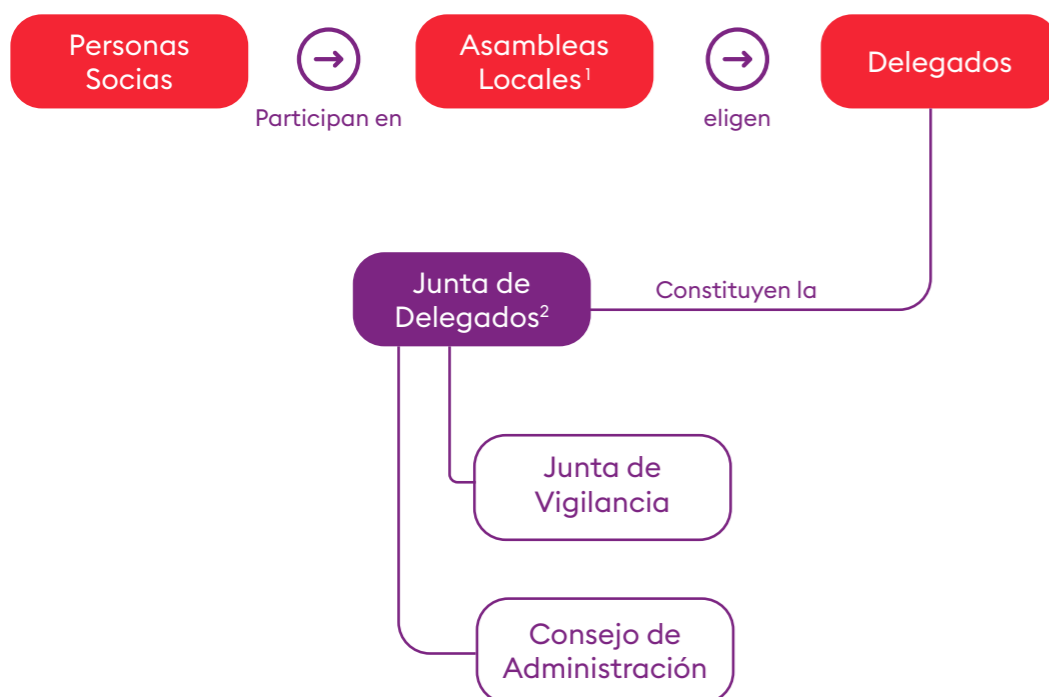 Personas
Socias
Participan en
Asambleas
Locales¹
eligen
Delegados
Constituyen la
Junta de
Delegados²
Junta de
Vigilancia
Consejo de
Administración